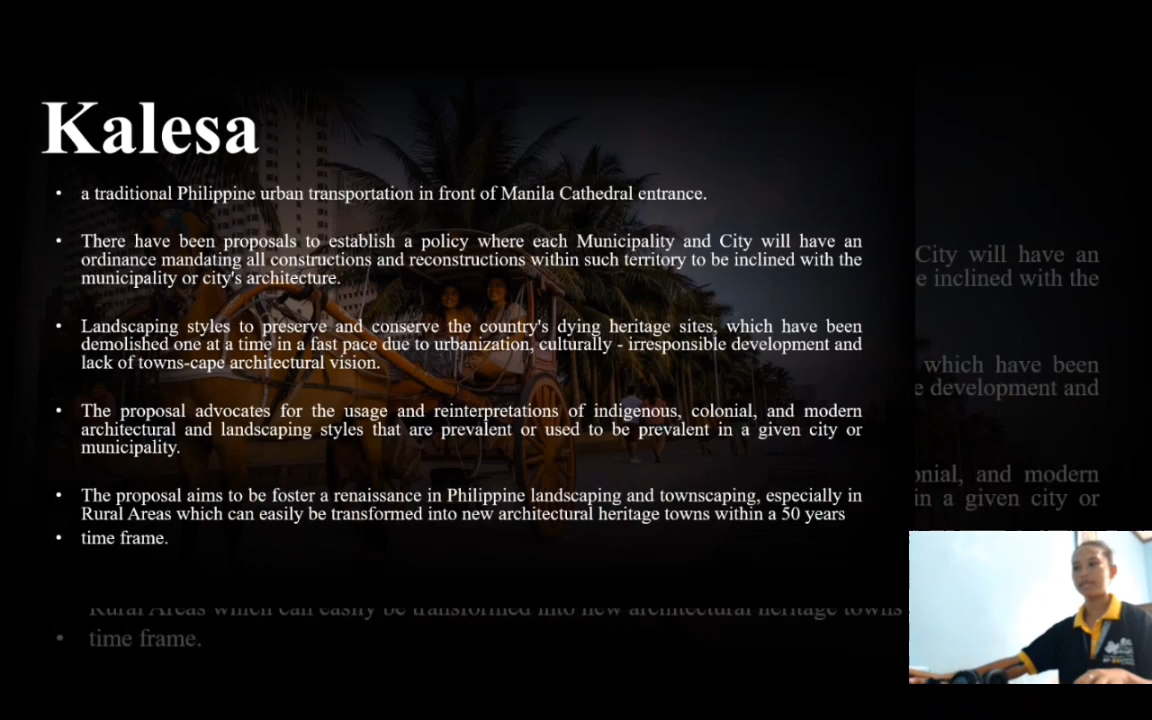 Kalesa
• a traditional Philippine urban transportation in front of Manila Cathedral entrance.
• There have been proposals to establish a policy where each Municipality and City will have an
ordinance mandating all constructions and reconstructions within such territory to be inclined with the
municipality or city's architecture.
• Landscaping styles to preserve and conserve the country's dying heritage sites, which have been
demolished one at a time in a fast pace due to urbanization, culturally - irresponsible development and
lack of towns-cape architectural vision.
• The proposal advocates for the usage and reinterpretations of indigenous, colonial, and modern
architectural and landscaping styles that are prevalent or used to be prevalent in a given city or
municipality.
• The proposal aims to be foster a renaissance in Philippine landscaping and townscaping, especially in
Rural Areas which can easily be transformed into new architectural heritage towns within a 50 years
• time frame.
City will have an
e inclined with the
which have been
e development and
onial, and modern
in a given city or
Rural Areas which can easily be transformed into new architectural heritage towns
• time frame.